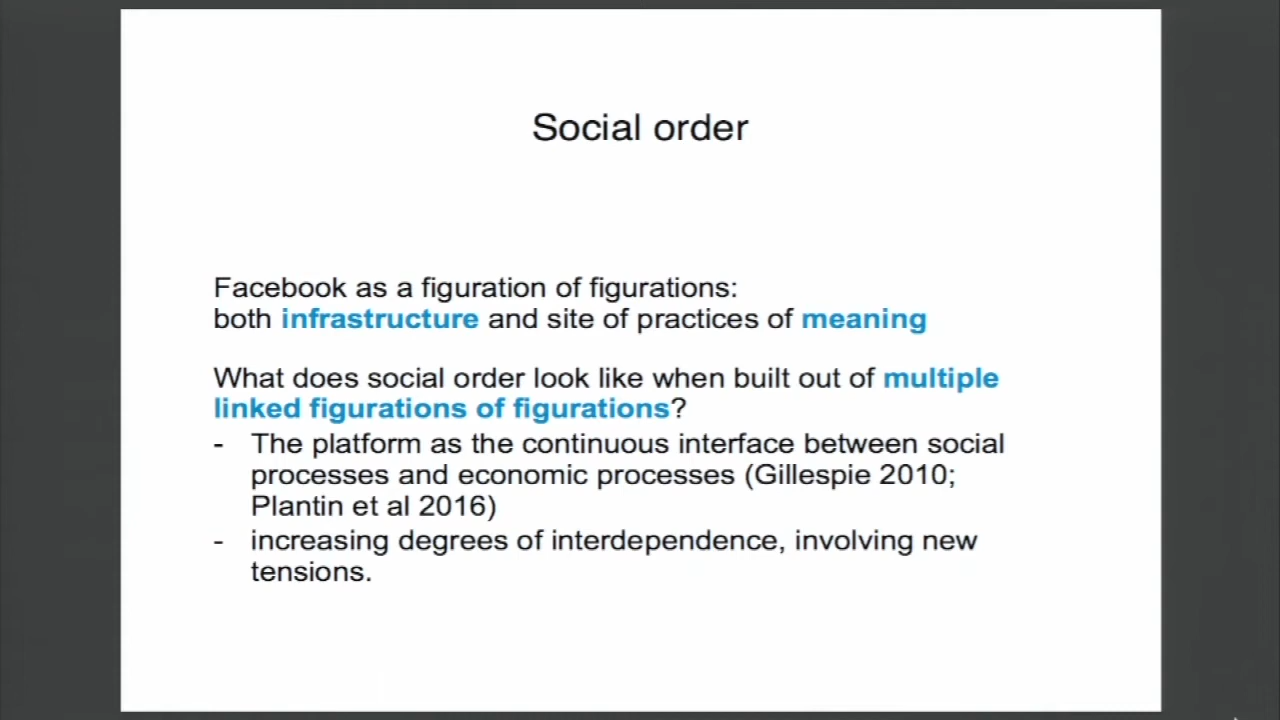 Social order
Facebook as a figuration of figurations:
both infrastructure and site of practices of meaning
What does social order look like when built out of multiple
linked figurations of figurations?
- The platform as the continuous interface between social
processes and economic processes (Gillespie 2010;
Plantin et al 2016)
- increasing degrees of interdependence, involving new
tensions.